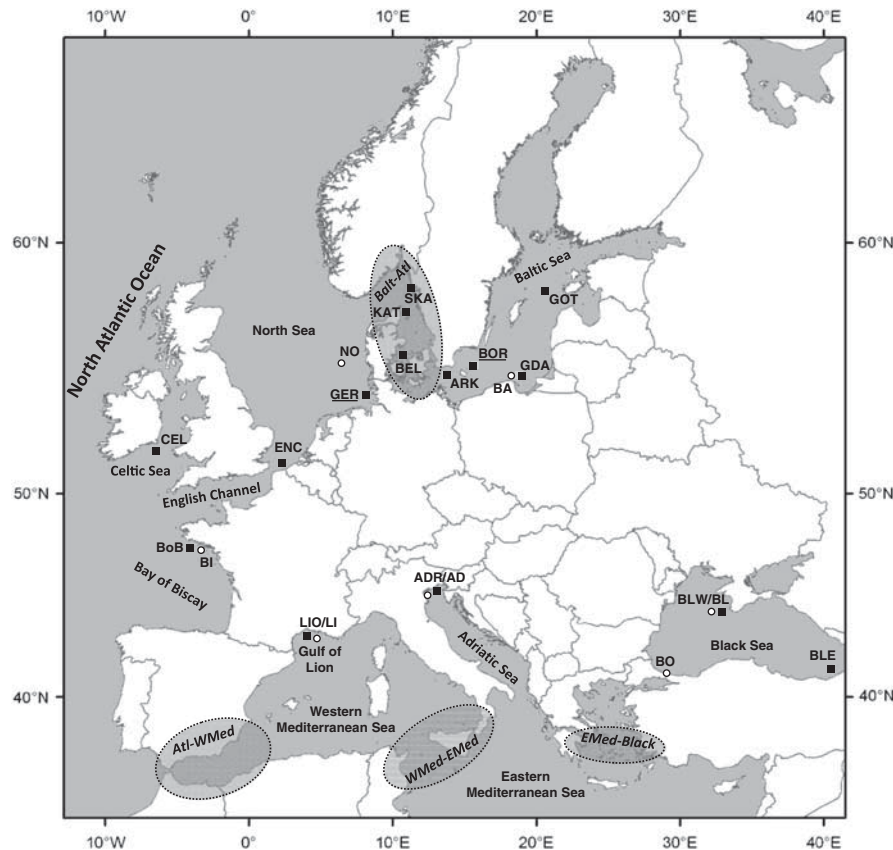 10°W
0°
10°E
20°E
30°E
40°E
60°N
60°N
North Atlantic Ocean
Balt-Atl
Baltic Sea
SKA
GOT
KAT
North Sea
NO
BEL
BOR
GDA
ARK
BA
GER
CEL
ENC
Celtic Sea
50°N
50°N
English Channel
BoB
BI
Bay of Biscay
ADR/AD
BLW/BL
LIO/LI
Gulf of
Lion
Adriatic Sea
Black Sea
BO
BLE
40°N
40°N
Western
Mediterranean Sea
Atl-WMed
WMed-EMed
EMed-Black
Eastern
Mediterranean Sea
10°W
0°
10°E
20°E
30°E
40°E